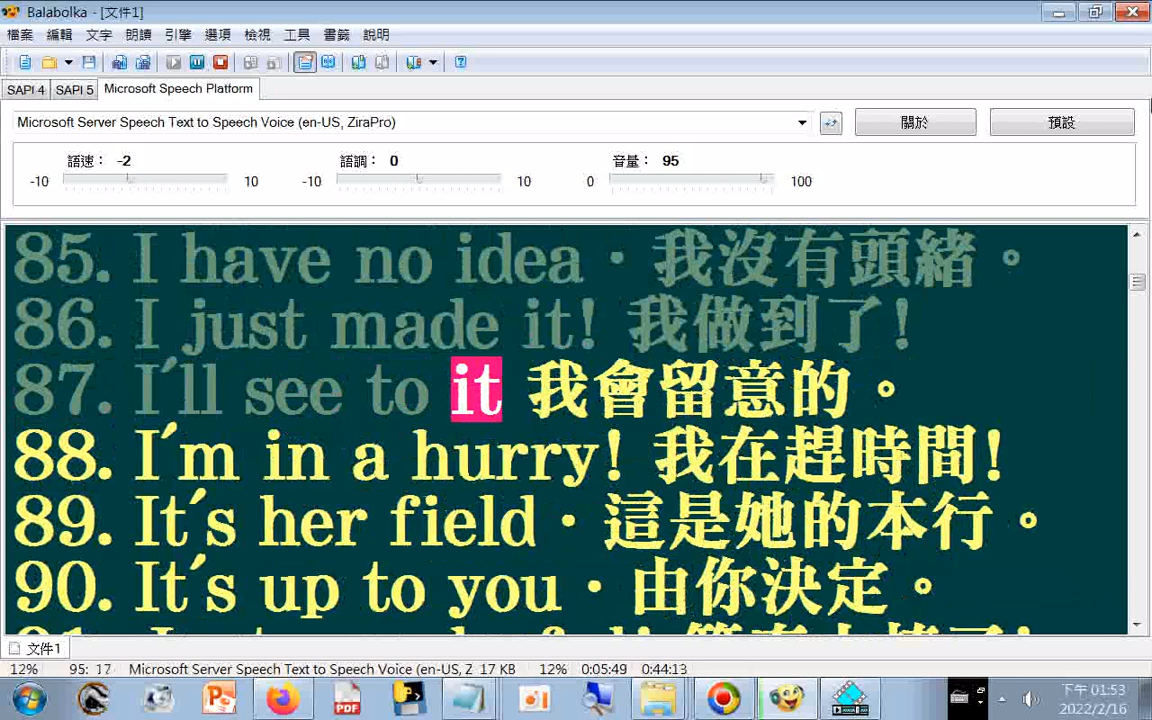 Balabolka - [文件1]
檔案 編輯 文字 朗讀 引擎 選項 檢視 工具 書籤 說明
SAPI 4 SAPI 5 Microsoft Speech Platform
Microsoft Server Speech Text to Speech Voice (en-US, ZiraPro) 關於 預設
語速: -2 語調: 0 音量: 95
-10 10 -10 10 0 100
85. I have no idea‧我沒有頭緒。
86. I just made it! 我做到了!
87. I´ll see to it 我會留意的。
88. I´m in a hurry! 我在趕時間!
89. It´s her field‧這是她的本行。
90. It´s up to you‧由你決定。
文件1
12% 95: 17 Microsoft Server Speech Text to Speech Voice (en-US, Z 17 KB 12% 0:05:49 0:44:13
PDF
下午 01:53
2022/2/16